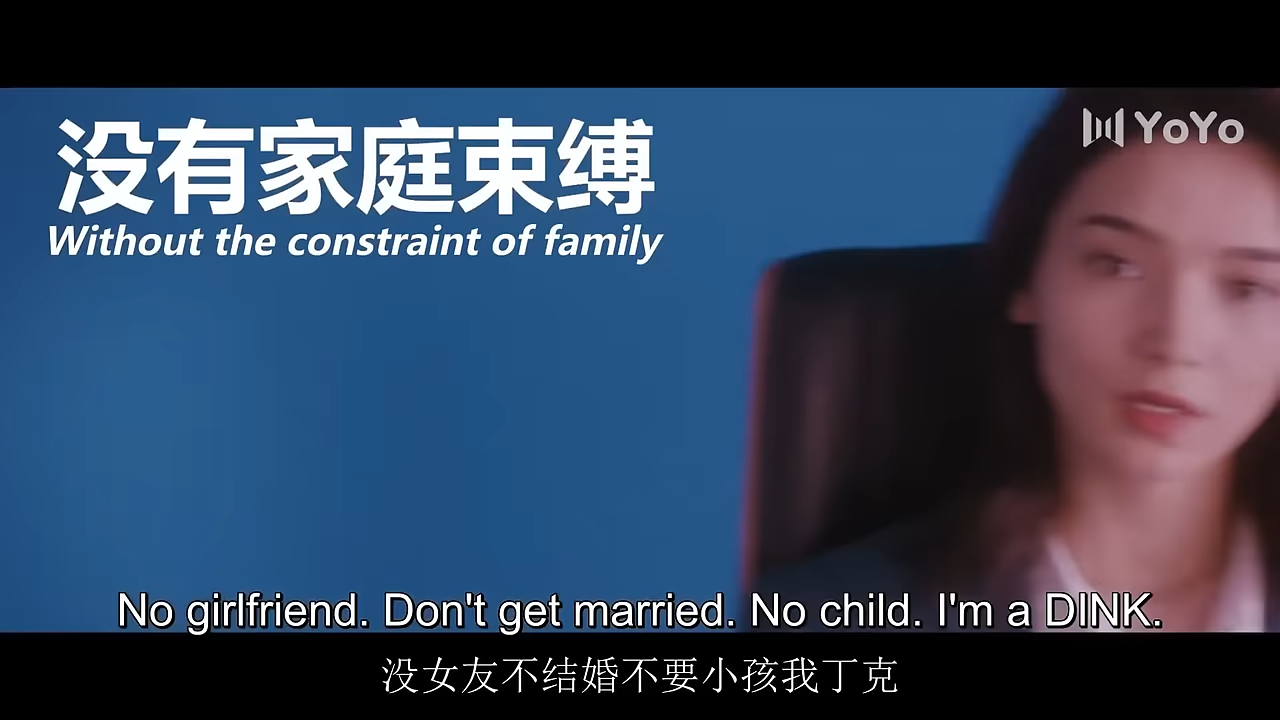 没有家庭束缚
Without the constraint of family
YoYo
No girlfriend. Don't get married. No child. I'm a DINK.
没女友不结婚不要小孩我丁克